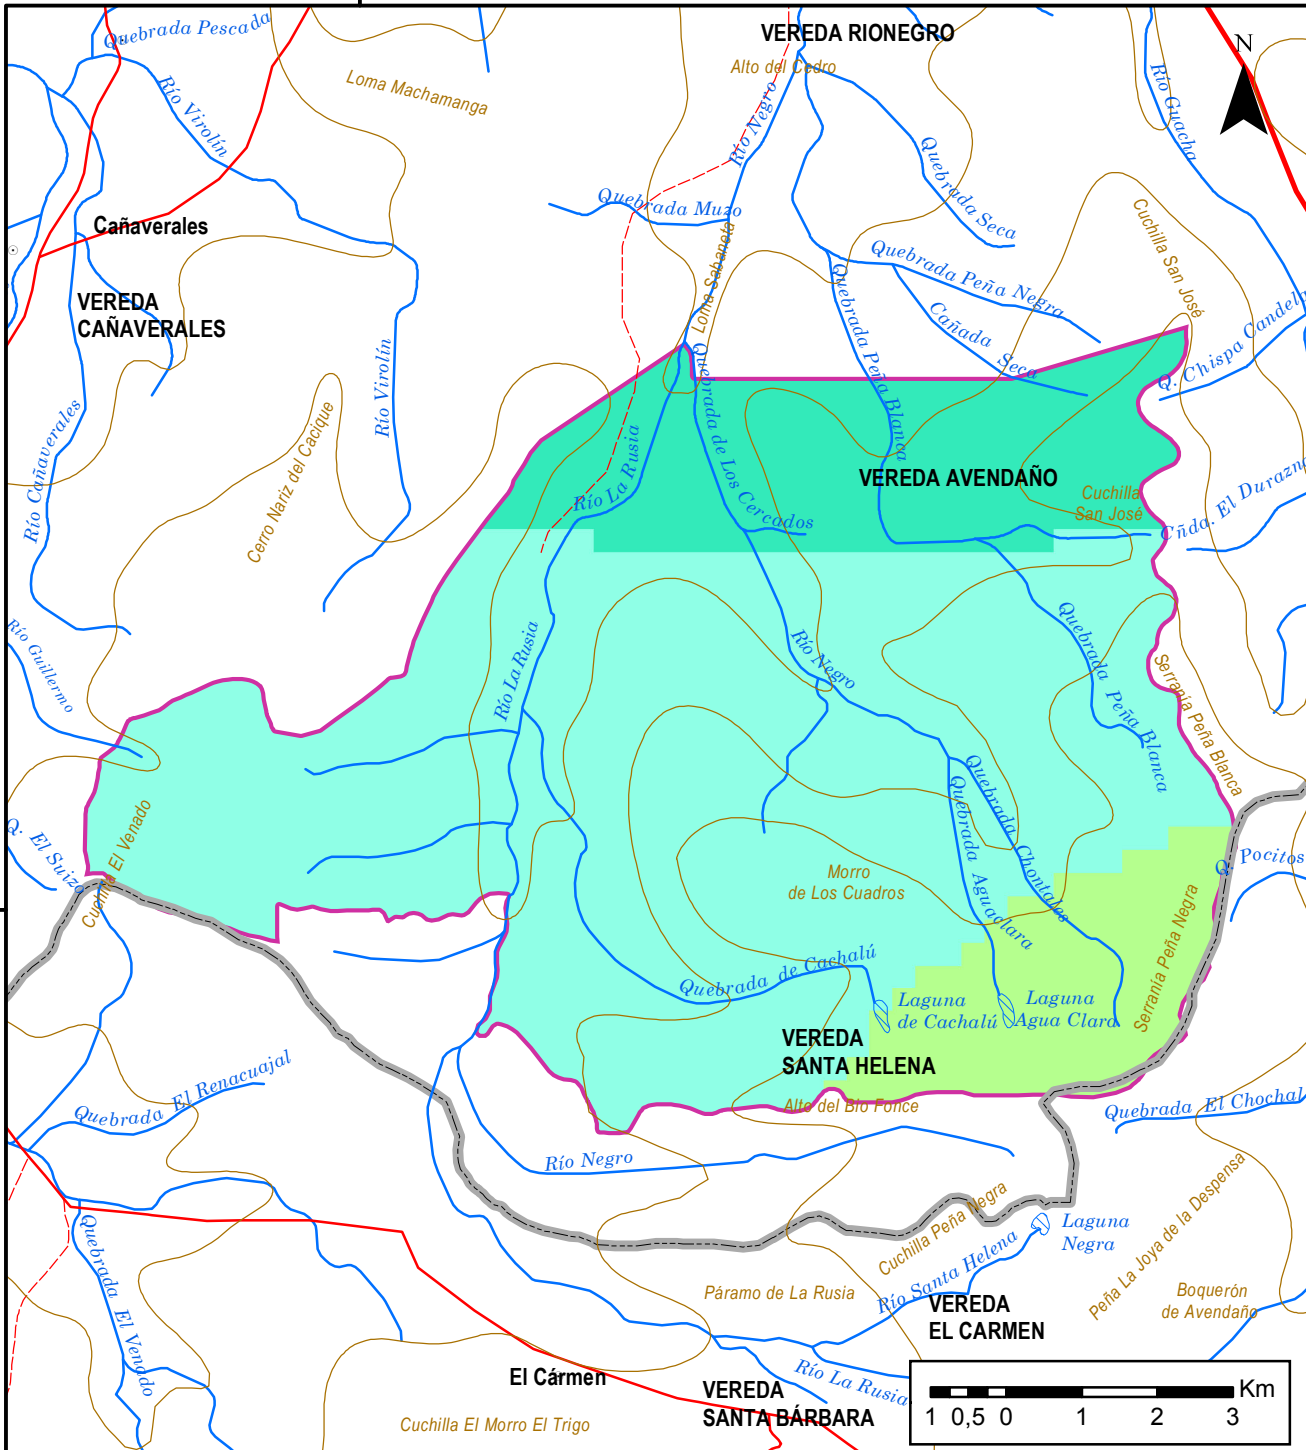 Quebrada Pescada
VEREDA RIONEGRO
Alto del Cedro
N
Loma Machamanga
Río Virolín
Río Negro
Río Guacha
Quebrada Seca
Quebrada Muzo
Cañaverales
Loma Sabaneta
Quebrada Peña Negra
Cuchilla San José
VEREDA
CAÑAVERALES
Quebrada Peña Blanca
Cañada Seca
Q. Chispa Candela
Río Virolín
Quebrada de Los Cercados
Río Cañaverales
Cerro Nariz del Cacique
Río La Rusia
VEREDA AVENDAÑO
Cuchilla
San José
Cñda. El Durazno
Río Guillermo
Río La Rusia
Río Negro
Quebrada Peña Blanca
Serranía Peña Blanca
Q. El Suizo
Cuchilla El Venado
Quebrada Aguaclara
Quebrada Chontales
Q. Pocitos
Morro
de Los Cuadros
Serranía Peña Negra
Quebrada de Cachalú
Laguna
de Cachalú
Laguna
Agua Clara
VEREDA
SANTA HELENA
Alto del Bio Fonce
Quebrada El Renacuajal
Quebrada El Chochal
Río Negro
Cuchilla Peña Negra
Laguna
Negra
Peña La Joya de la Despensa
Quebrada El Venado
Río Santa Helena
Páramo de La Rusia
Boquerón
de Avendaño
VEREDA
EL CARMEN
El Cármen
Río La Rusia
VEREDA
SANTA BÁRBARA
Cuchilla El Morro El Trigo
Km
1 0,5 0 1 2 3